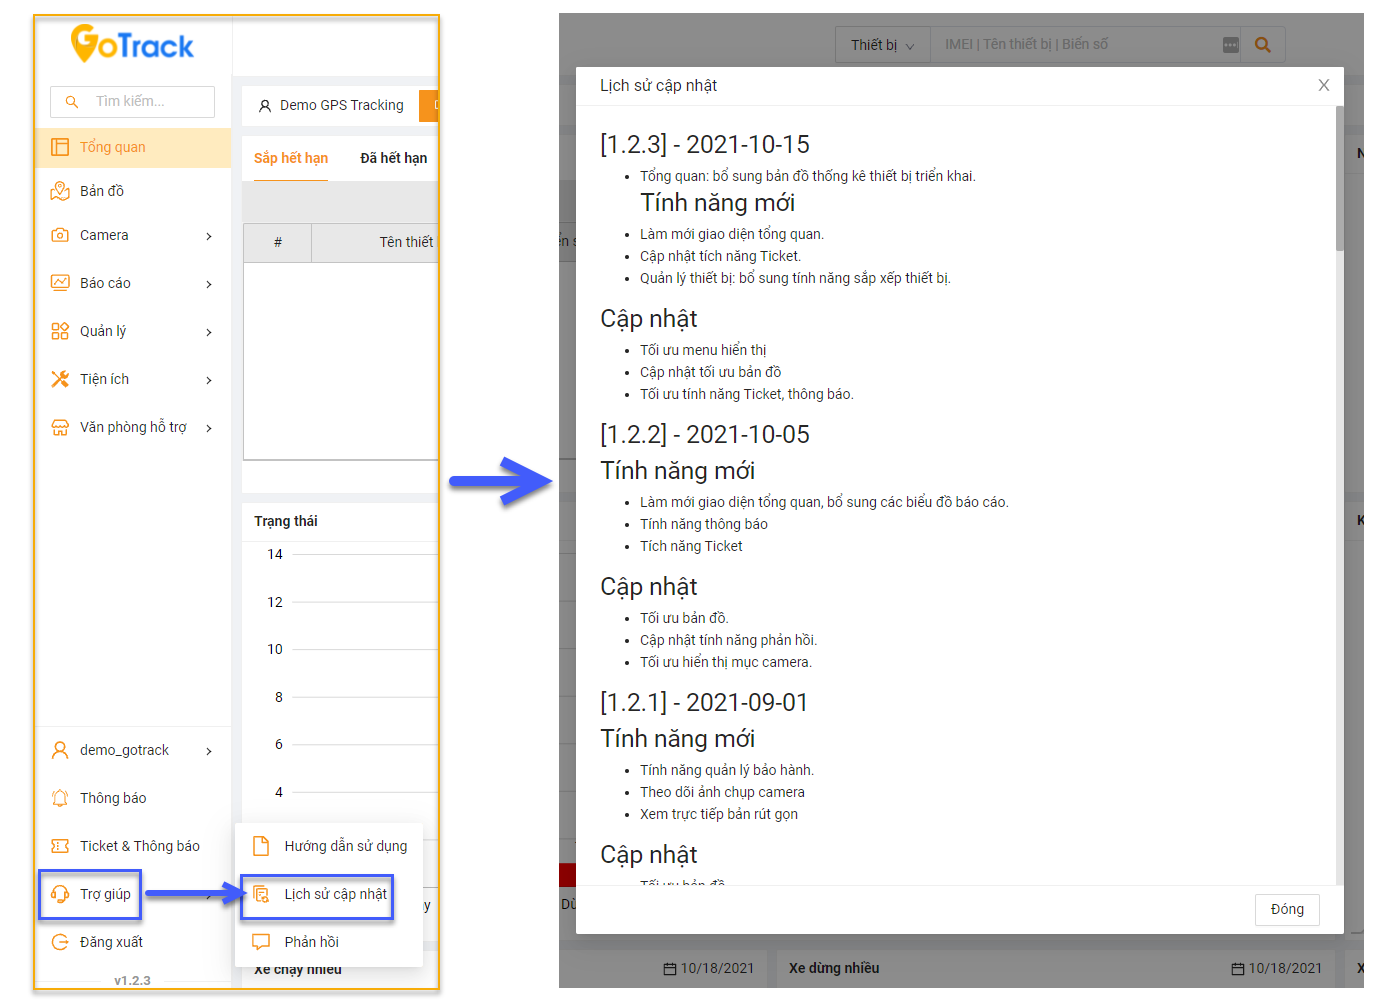 GoTrack
Tìm kiếm...
Tổng quan
Bản đồ
Camera
Báo cáo
Quản lý
Tiện ích
Văn phòng hỗ trợ
demo_gotrack
Thông báo
Ticket & Thông báo
Trợ giúp
Đăng xuất
v1.2.3
Demo GPS Tracking
Sắp hết hạn
Đã hết hạn
#
Tên thiết
Trạng thái
14
12
10
8
6
4
Hướng dẫn sử dụng
Lịch sử cập nhật
Phản hồi
ay
Xe chạy nhiều
Thiết bị
IMEI | Tên thiết bị | Biển số
Lịch sử cập nhật
X
[1.2.3] - 2021-10-15
• Tổng quan: bổ sung bản đồ thống kê thiết bị triển khai.
Tính năng mới
• Làm mới giao diện tổng quan.
• Cập nhật tích năng Ticket.
• Quản lý thiết bị: bổ sung tính năng sắp xếp thiết bị.
Cập nhật
• Tối ưu menu hiển thị
• Cập nhật tối ưu bản đồ
• Tối ưu tính năng Ticket, thông báo.
[1.2.2] - 2021-10-05
Tính năng mới
• Làm mới giao diện tổng quan, bổ sung các biểu đồ báo cáo.
• Tính năng thông báo
• Tích năng Ticket
Cập nhật
• Tối ưu bản đồ.
• Cập nhật tính năng phản hồi.
• Tối ưu hiển thị mục camera.
[1.2.1] - 2021-09-01
Tính năng mới
• Tính năng quản lý bảo hành.
• Theo dõi ảnh chụp camera
• Xem trực tiếp bản rút gọn
Cập nhật
• Tối ưu bản đồ
Đóng
10/18/2021
Xe dừng nhiều
10/18/2021